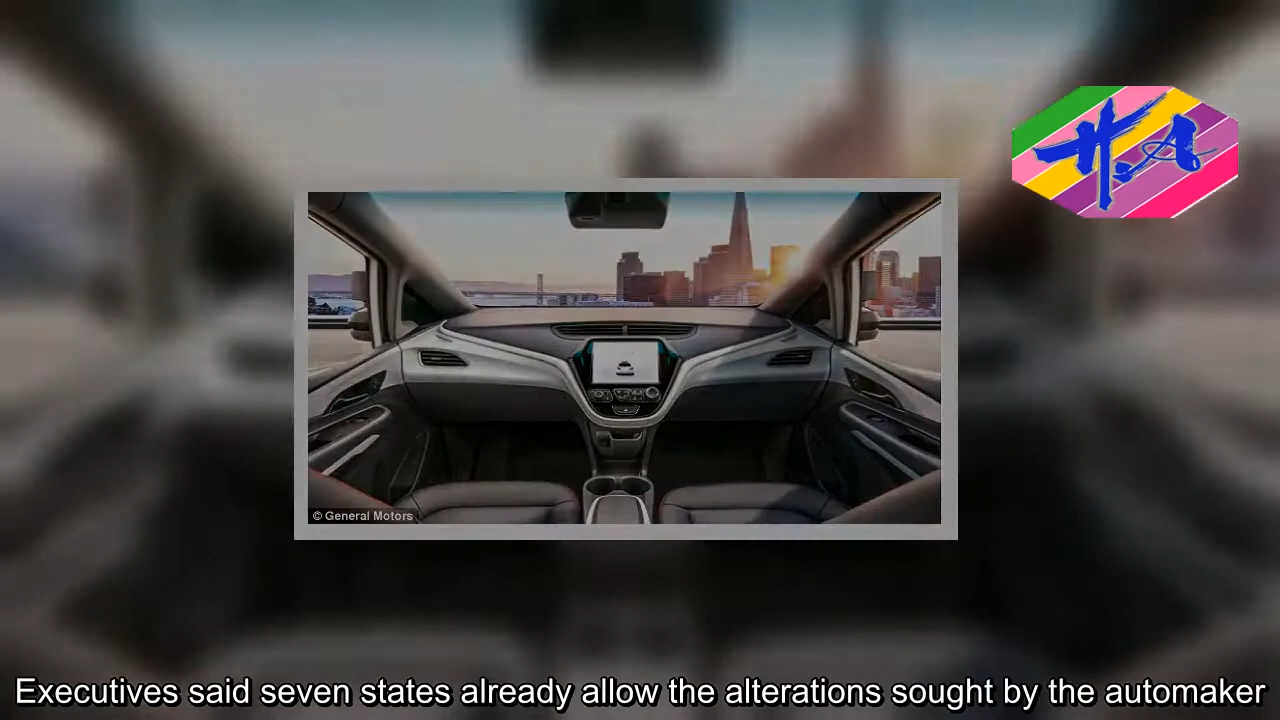 H.A
© General Motors
Executives said seven states already allow the alterations sought by the automaker